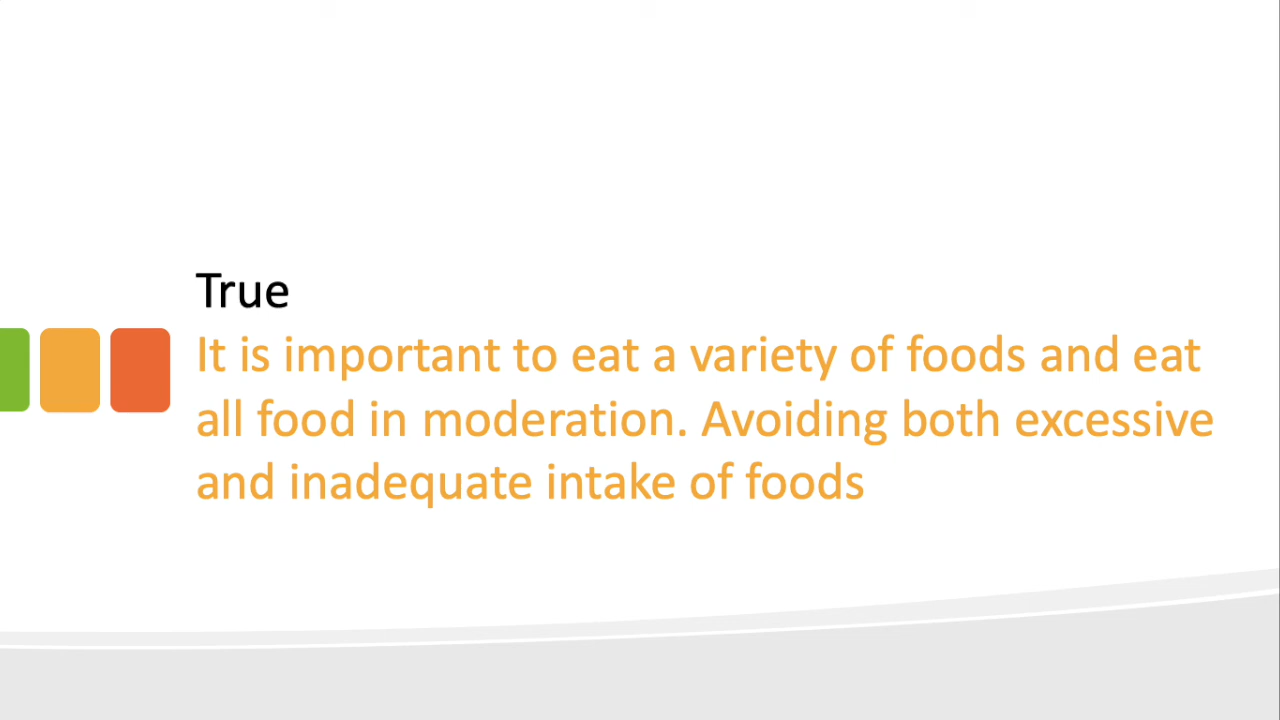 True
It is important to eat a variety of foods and eat
all food in moderation. Avoiding both excessive
and inadequate intake of foods